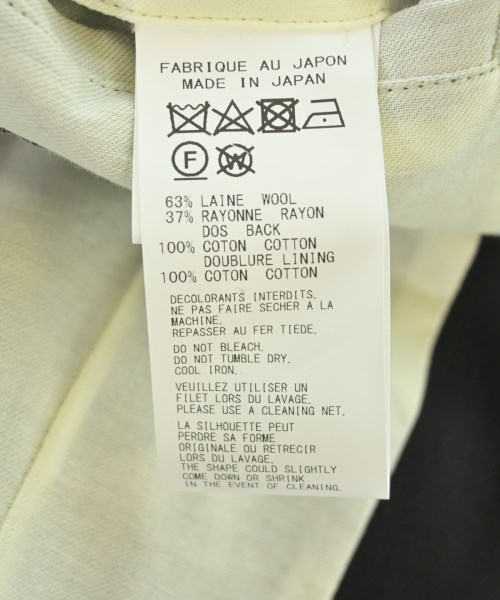 FABRIQUE AU JAPON
MADE IN JAPAN
F W
63% LAINE WOOL
37% RAYONNE RAYON
DOS BACK
100% COTON COTTON
DOUBLURE LINING
100% COTON COTTON
DECOLORANTS INTERDITS.
NE PAS FAIRE SECHER A LA
MACHINE.
REPASSER AU FER TIEDE.
DO NOT BLEACH.
DO NOT TUMBLE DRY.
COOL IRON.
VEUILLEZ UTILISER UN
FILET LORS DU LAVAGE.
PLEASE USE A CLEANING NET.
LA SILHOUETTE PEUT
PERDRE SA FORME
ORIGINALE OU RETRECIR
LORS DU LAVAGE.
THE SHAPE COULD SLIGHTLY
COME DOWN OR SHRINK
IN THE EVENT OF CLEANING.